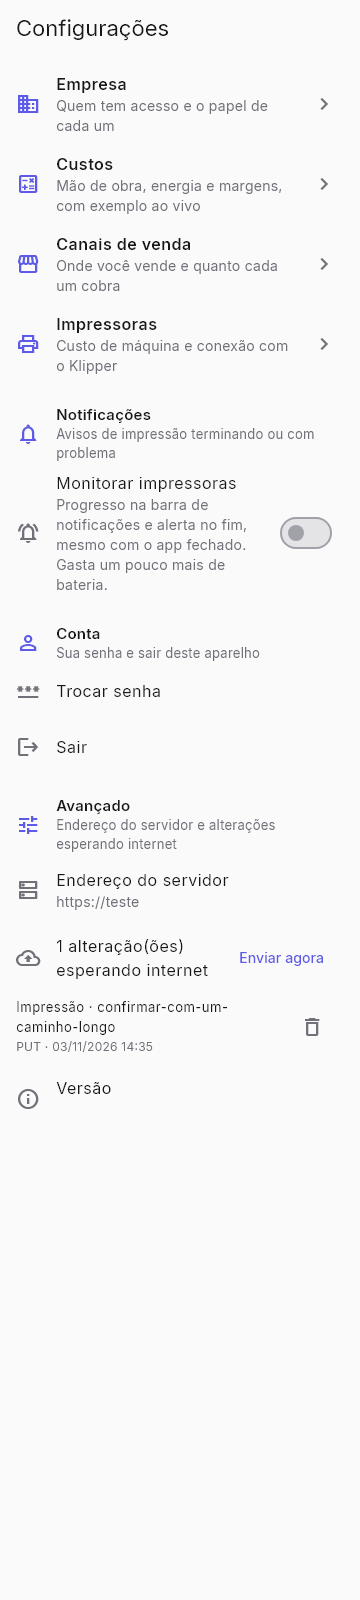 Configurações
Empresa
Quem tem acesso e o papel de
cada um
Custos
Mão de obra, energia e margens,
com exemplo ao vivo
Canais de venda
Onde você vende e quanto cada
um cobra
Impressoras
Custo de máquina e conexão com
o Klipper
Notificações
Avisos de impressão terminando ou com
problema
Monitorar impressoras
Progresso na barra de
notificações e alerta no fim,
mesmo com o app fechado.
Gasta um pouco mais de
bateria.
Conta
Sua senha e sair deste aparelho
Trocar senha
Sair
Avançado
Endereço do servidor e alterações
esperando internet
Endereço do servidor
https://teste
1 alteração(ões)
esperando internet
Enviar agora
Impressão · confirmar-com-um-
caminho-longo
PUT · 03/11/2026 14:35
Versão